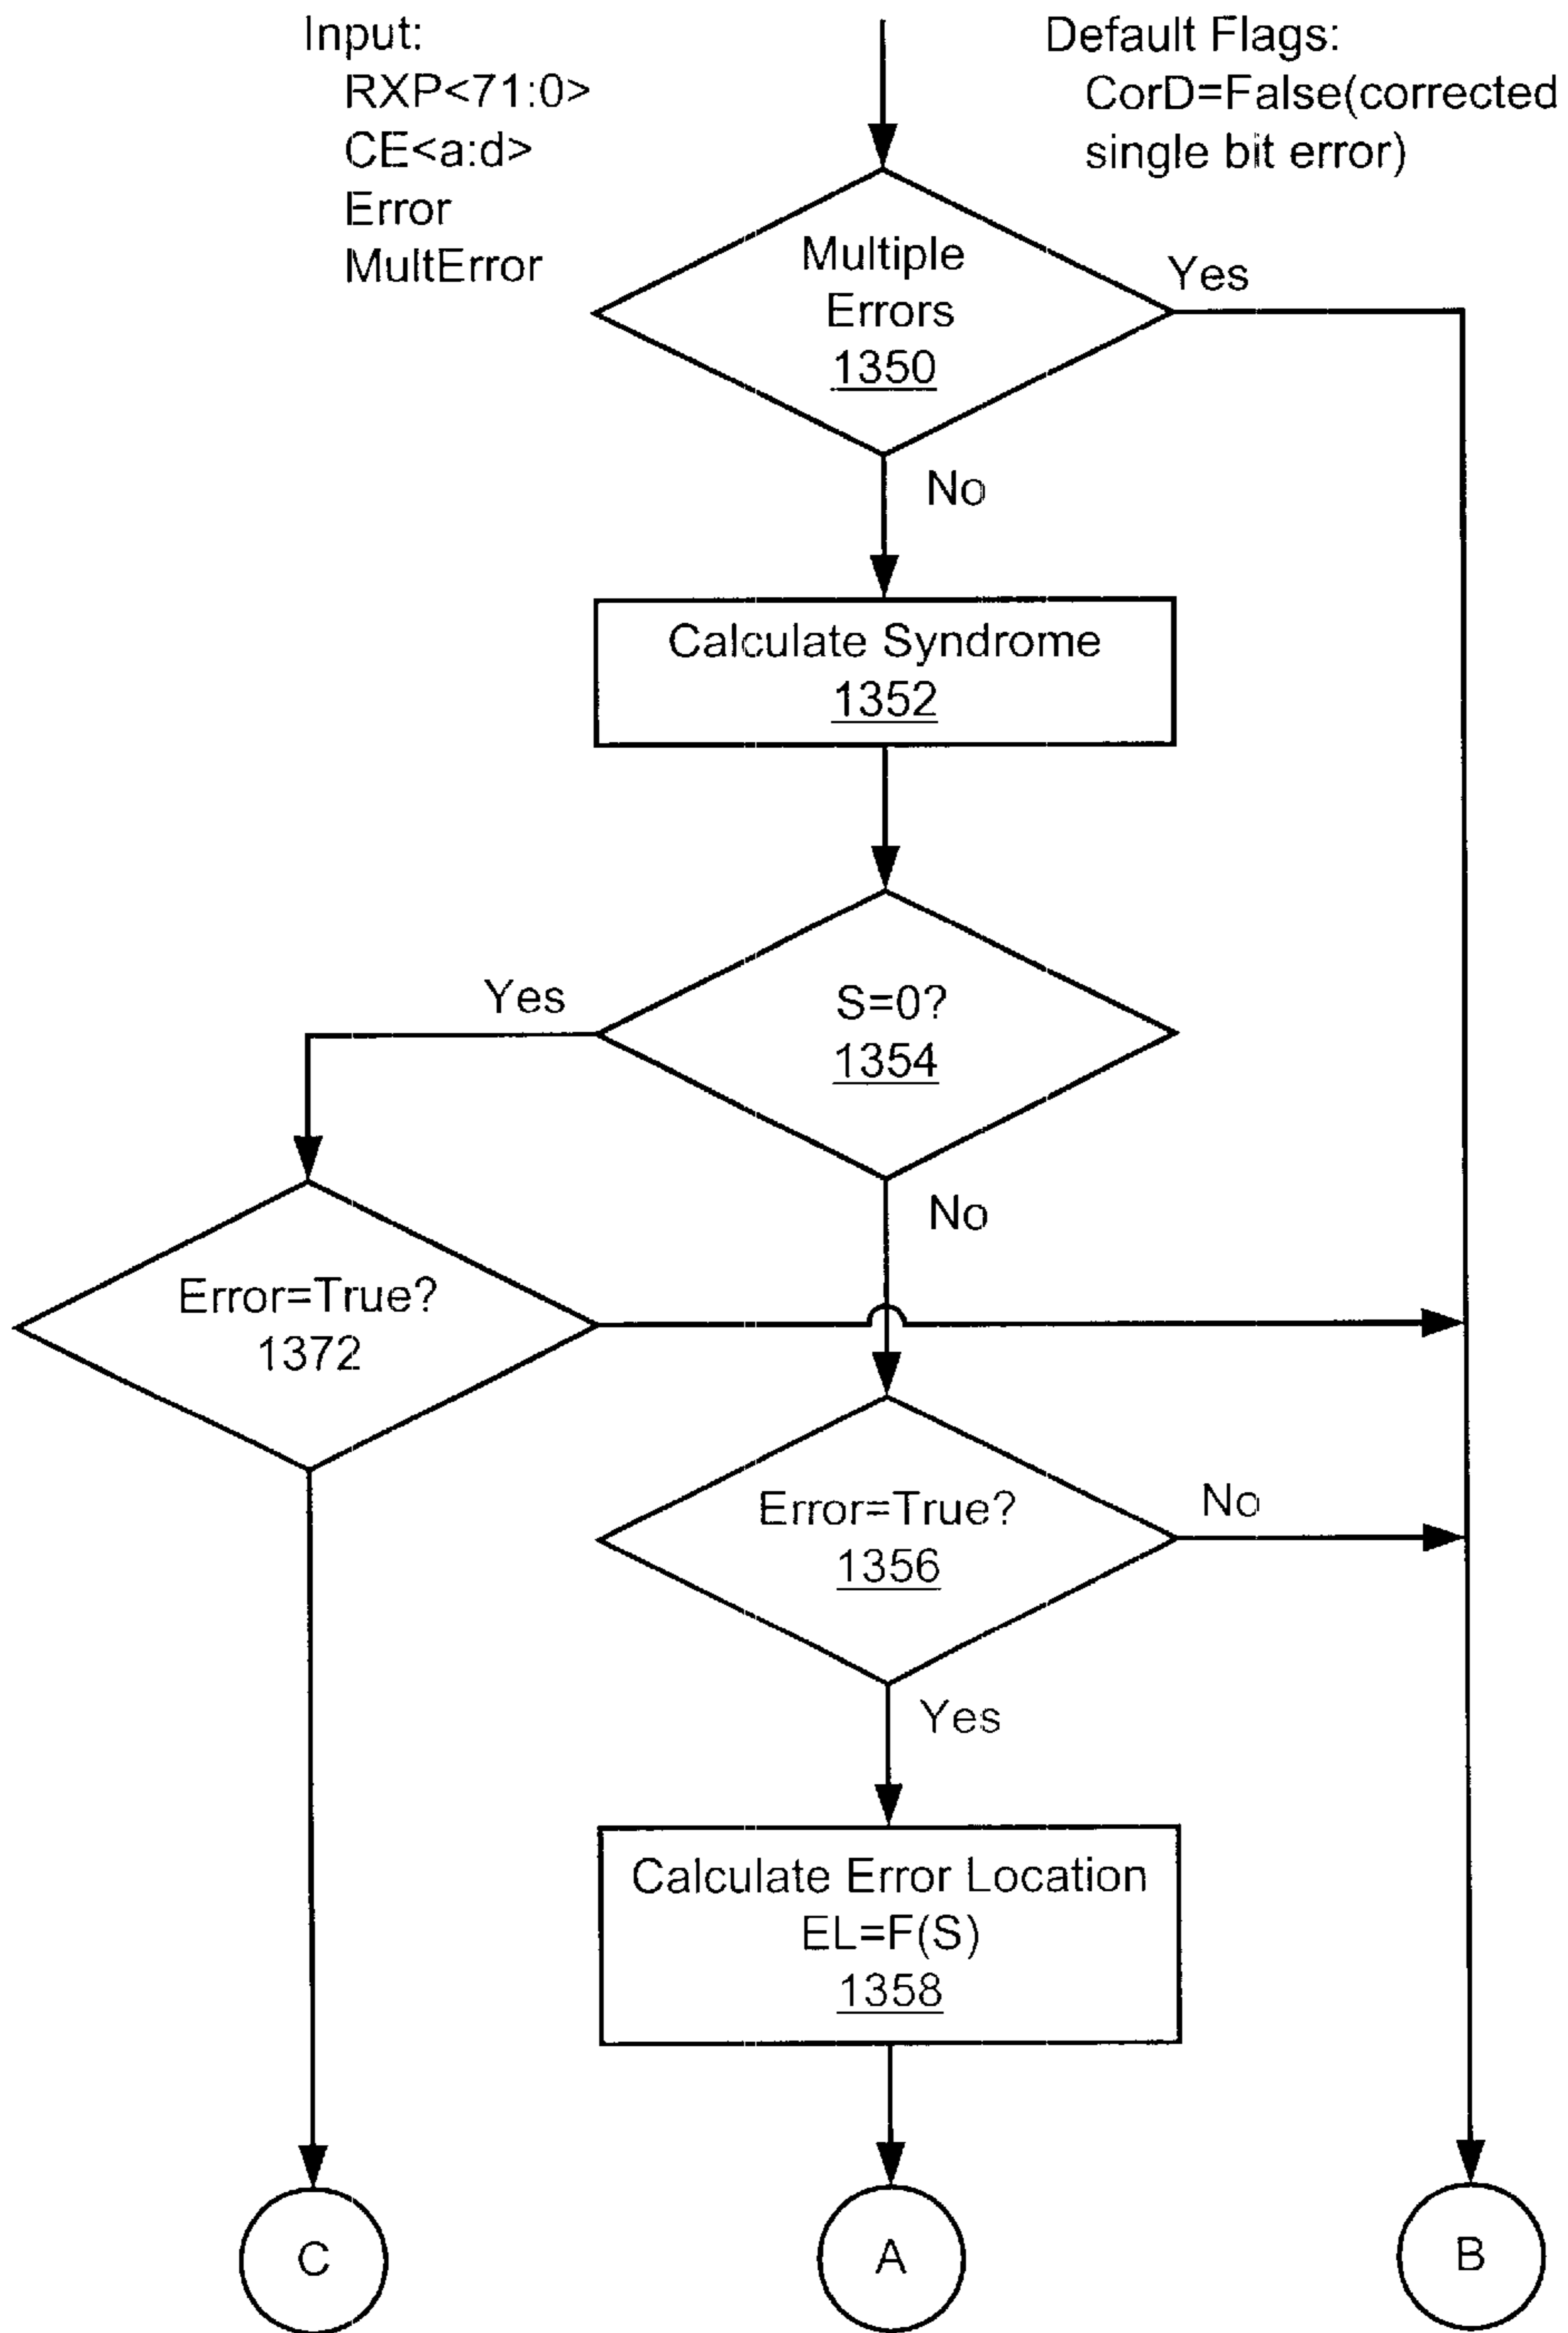 Input:
RXP<71:0>
CE<a:d>
Error
MultError
Default Flags:
CorD=False(corrected
single bit error)
Multiple
Errors
1350
Yes
No
Calculate Syndrome
1352
S=0?
1354
Yes
No
Error=True?
1372
Error=True?
1356
No
Yes
Calculate Error Location
EL=F(S)
1358
C
A
B